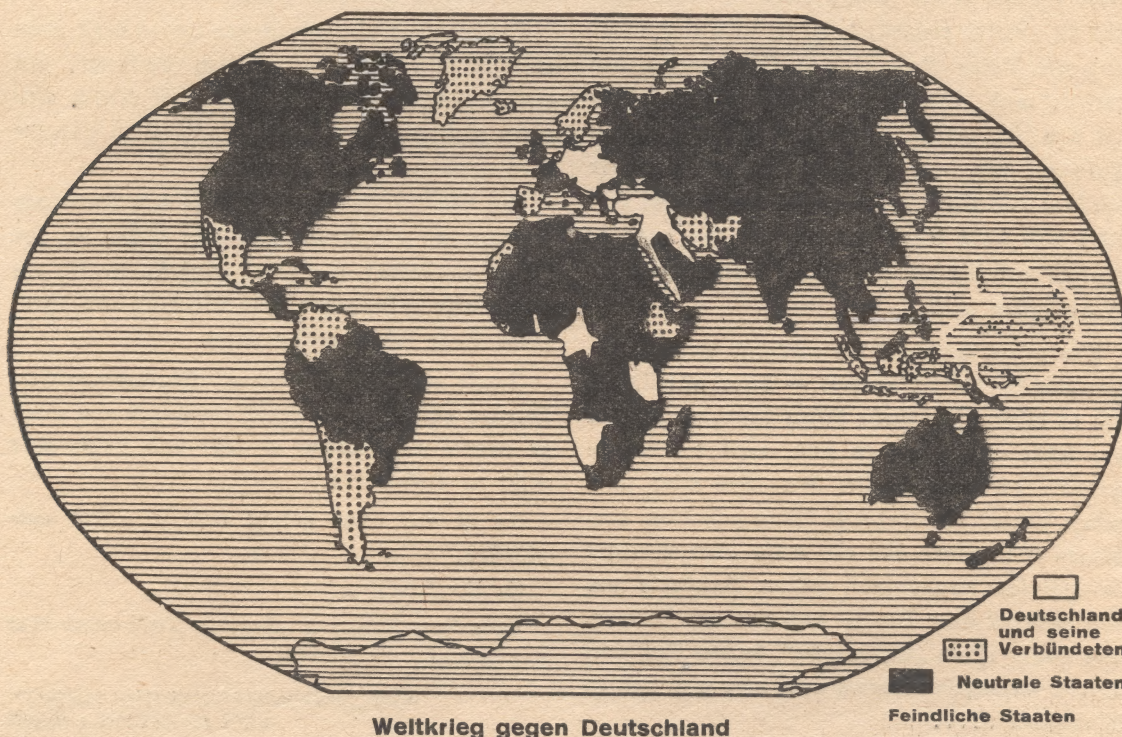 Deutschland
und seine
Verbündeten
Neutrale Staaten
Feindliche Staaten
Weltkrieg gegen Deutschland